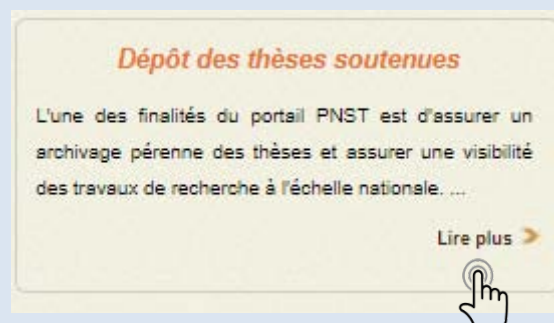 Dépôt des thèses soutenues
L'une des finalités du portail PNST est d'assurer un
archivage pérenne des thèses et assurer une visibilité
des travaux de recherche à l'échelle nationale. ...
Lire plus